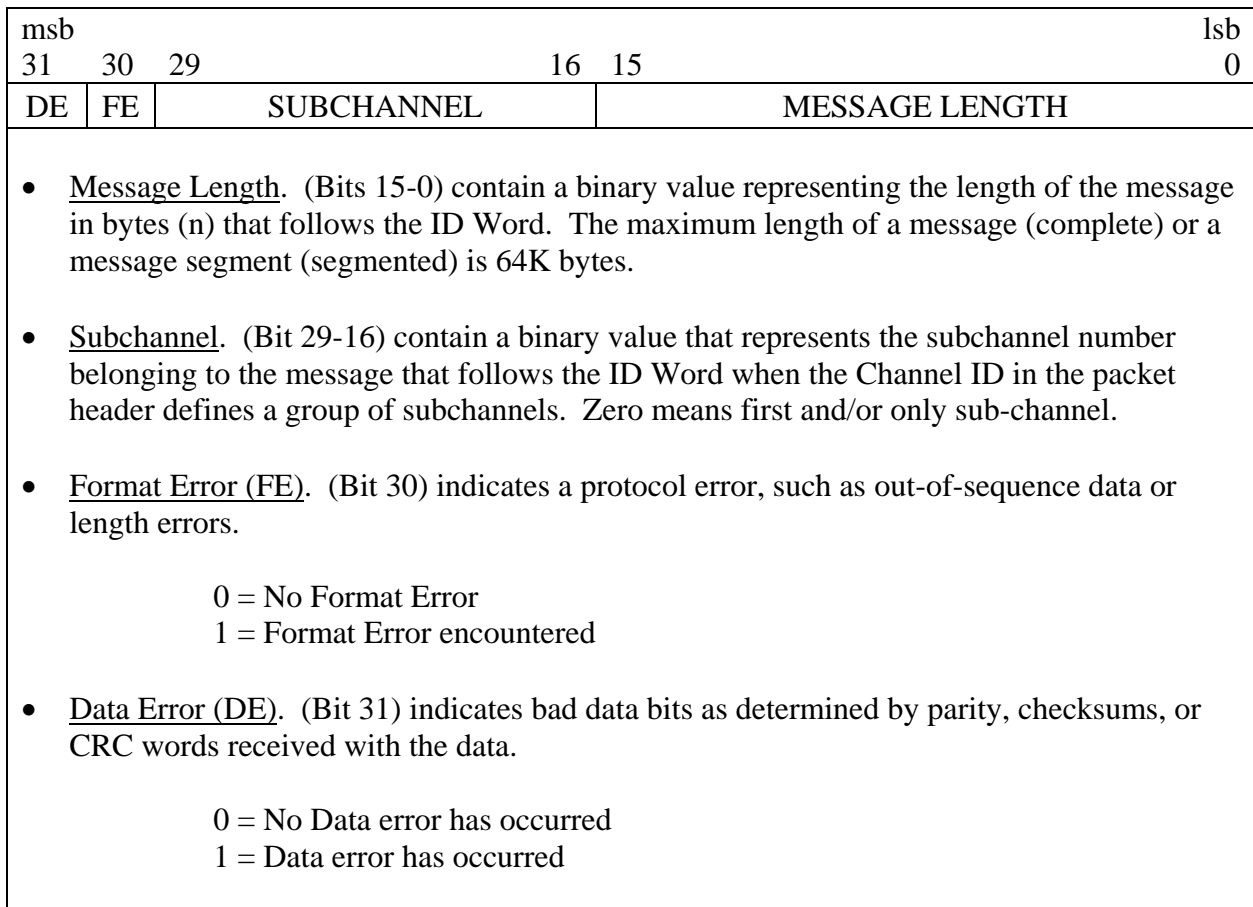 msb lsb
31 30 29 16 15 0
DE FE SUBCHANNEL MESSAGE LENGTH
• Message Length. (Bits 15-0) contain a binary value representing the length of the message
in bytes (n) that follows the ID Word. The maximum length of a message (complete) or a
message segment (segmented) is 64K bytes.
• Subchannel. (Bit 29-16) contain a binary value that represents the subchannel number
belonging to the message that follows the ID Word when the Channel ID in the packet
header defines a group of subchannels. Zero means first and/or only sub-channel.
• Format Error (FE). (Bit 30) indicates a protocol error, such as out-of-sequence data or
length errors.
0 = No Format Error
1 = Format Error encountered
• Data Error (DE). (Bit 31) indicates bad data bits as determined by parity, checksums, or
CRC words received with the data.
0 = No Data error has occurred
1 = Data error has occurred